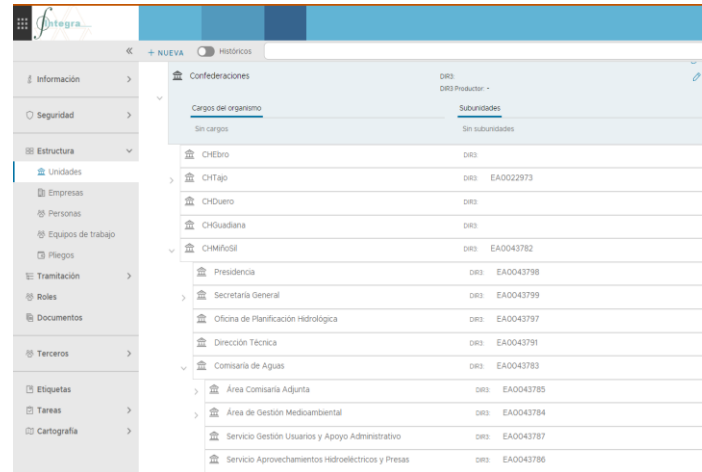 Integra
+ NUEVA Históricos
Información
Seguridad
Estructura
Unidades
Empresas
Personas
Equipos de trabajo
Pliegos
Tramitación
Roles
Documentos
Terceros
Etiquetas
Tareas
Cartografía
Confederaciones DIR3:
DIR3 Productor: -
Cargos del organismo Subunidades
Sin cargos Sin subunidades
CHEbro DIR3:
CHTajo DIR3: EA0022973
CHDuero DIR3:
CHGuadiana DIR3:
CHMiñoSil DIR3: EA0043782
Presidencia DIR3: EA0043798
Secretaría General DIR3: EA0043799
Oficina de Planificación Hidrológica DIR3: EA0043797
Dirección Técnica DIR3: EA0043791
Comisaría de Aguas DIR3: EA0043783
Área Comisaría Adjunta DIR3: EA0043785
Área de Gestión Medioambiental DIR3: EA0043784
Servicio Gestión Usuarios y Apoyo Administrativo DIR3: EA0043787
Servicio Aprovechamientos Hidroeléctricos y Presas DIR3: EA0043786